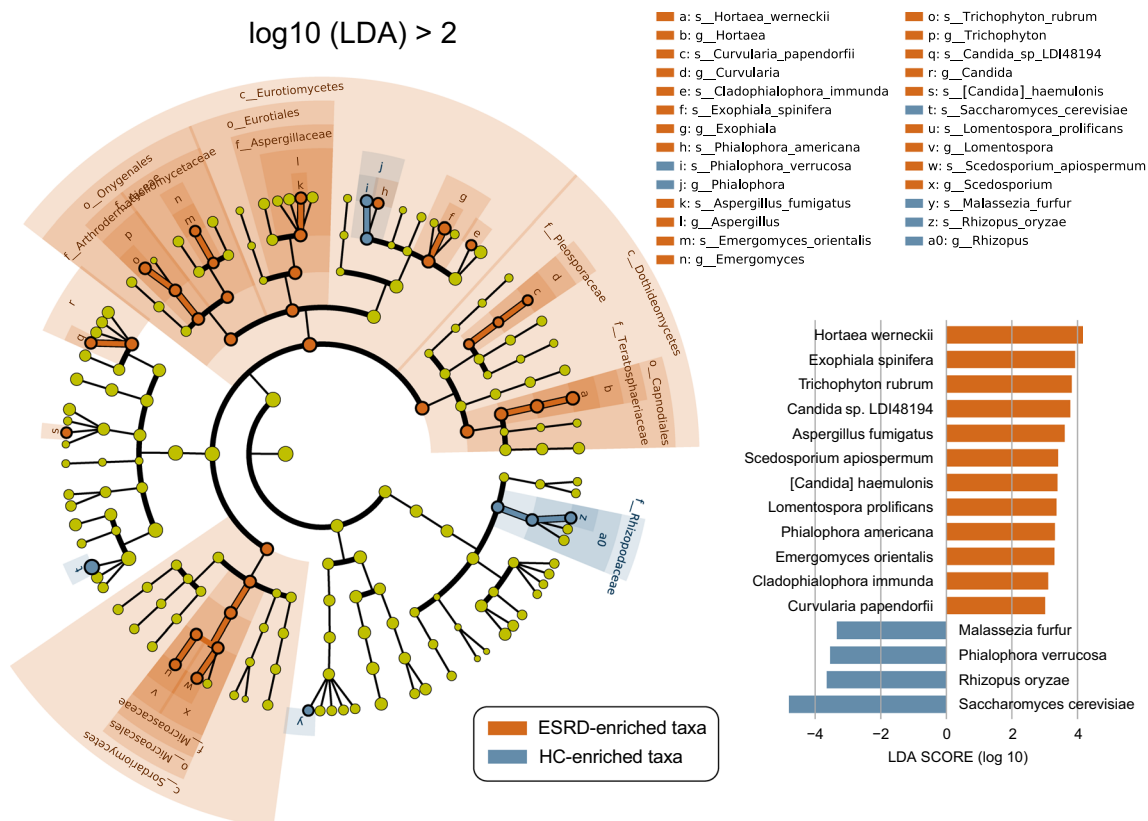 log10 (LDA) > 2
a: s__Hortaea_werneckii
b: g__Hortaea
c: s__Curvularia_papendorfii
d: g__Curvularia
e: s__Cladophialophora_immunda
f: s__Exophiala_spinifera
g: g__Exophiala
h: s__Phialophora_americana
i: s__Phialophora_verrucosa
j: g__Phialophora
k: s__Aspergillus_fumigatus
l: g__Aspergillus
m: s__Emergomyces_orientalis
n: g__Emergomyces
o: s__Trichophyton_rubrum
p: g__Trichophyton
q: s__Candida_sp_LDI48194
r: g__Candida
s: s__[Candida]_haemulonis
t: s__Saccharomyces_cerevisiae
u: s__Lomentospora_prolificans
v: g__Lomentospora
w: s__Scedosporium_apiospermum
x: g__Scedosporium
y: s__Malassezia_furfur
z: s__Rhizopus_oryzae
a0: g__Rhizopus
c__Eurotiomycetes
o__Eurotiales
f__Aspergillaceae
o__Onygenales
f__Arthrodermataceae
l
k
j
i
h
g
f
e
n
m
p
o
r
q
s
t
f__Pleosporaceae
c__Dothideomycetes
d
c
f__Teratosphaeriaceae
o__Capnodiales
a
b
f__Rhizopodaceae
z
a0
y
u
v
w
x
f__Microascaceae
o__Microascales
c__Sordariomycetes
ESRD-enriched taxa
HC-enriched taxa
Hortaea werneckii
Exophiala spinifera
Trichophyton rubrum
Candida sp. LDI48194
Aspergillus fumigatus
Scedosporium apiospermum
[Candida] haemulonis
Lomentospora prolificans
Phialophora americana
Emergomyces orientalis
Cladophialophora immunda
Curvularia papendorfii
Malassezia furfur
Phialophora verrucosa
Rhizopus oryzae
Saccharomyces cerevisiae
−4 −2 0 2 4
LDA SCORE (log 10)